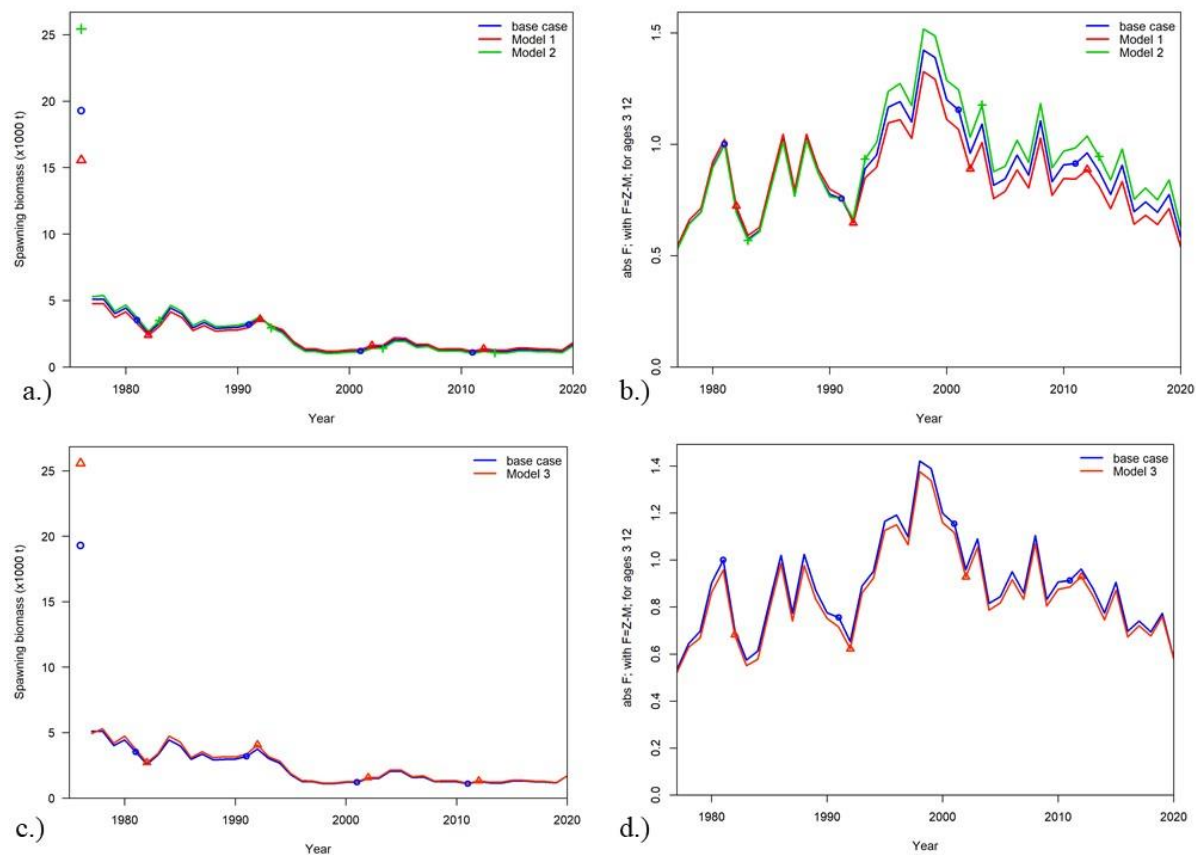 base case
Model 1
Model 2
Spawning biomass (x1000 t)
25
20
15
10
5
0
1980 1990 2000 2010 2020
Year
a.)
base case
Model 1
Model 2
abs F; with F=Z-M; for ages 3 12
1.5
1.0
0.5
0.0
1980 1990 2000 2010 2020
Year
b.)
base case
Model 3
Spawning biomass (x1000 t)
25
20
15
10
5
0
1980 1990 2000 2010 2020
Year
c.)
base case
Model 3
abs F; with F=Z-M; for ages 3 12
1.4
1.2
1.0
0.8
0.6
0.4
0.2
0.0
1980 1990 2000 2010 2020
Year
d.)